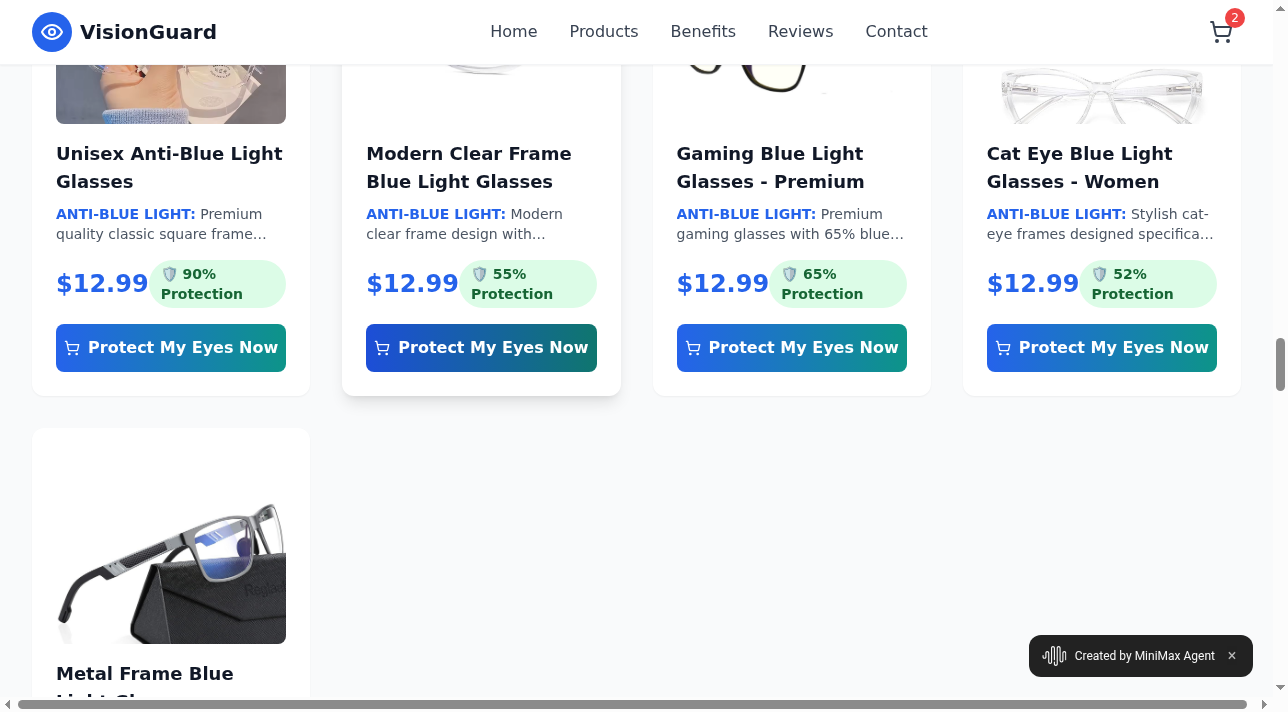 VisionGuard
Home
Products
Benefits
Reviews
Contact
2
Unisex Anti-Blue Light
Glasses
ANTI-BLUE LIGHT: Premium
quality classic square frame...
$12.99
🛡️ 90%
Protection
Protect My Eyes Now
Modern Clear Frame
Blue Light Glasses
ANTI-BLUE LIGHT: Modern
clear frame design with...
$12.99
🛡️ 55%
Protection
Protect My Eyes Now
Gaming Blue Light
Glasses - Premium
ANTI-BLUE LIGHT: Premium
gaming glasses with 65% blue...
$12.99
🛡️ 65%
Protection
Protect My Eyes Now
Cat Eye Blue Light
Glasses - Women
ANTI-BLUE LIGHT: Stylish cat-
eye frames designed specifica...
$12.99
🛡️ 52%
Protection
Protect My Eyes Now
Metal Frame Blue
Created by MiniMax Agent ×